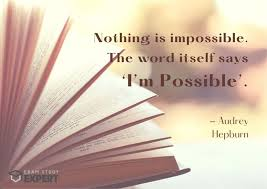 Nothing is impossible.
The word itself says
'I'm Possible'.
– Audrey
Hepburn
EXAM STUDY
EXPERT